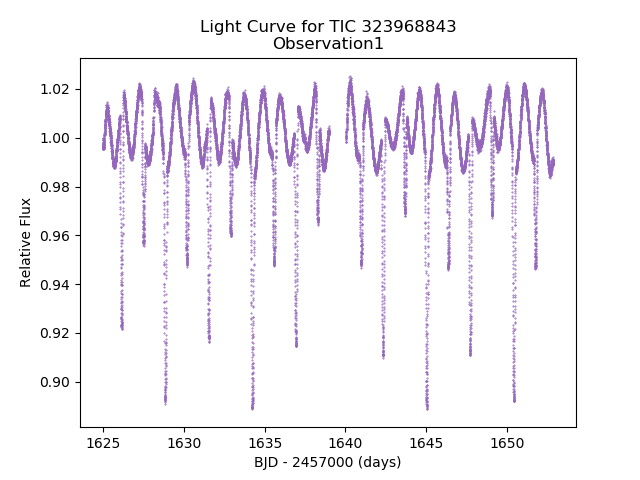 Light Curve for TIC 323968843
Observation1
1.02
1.00
0.98
0.96
0.94
0.92
0.90
Relative Flux
1625 1630 1635 1640 1645 1650
BJD - 2457000 (days)